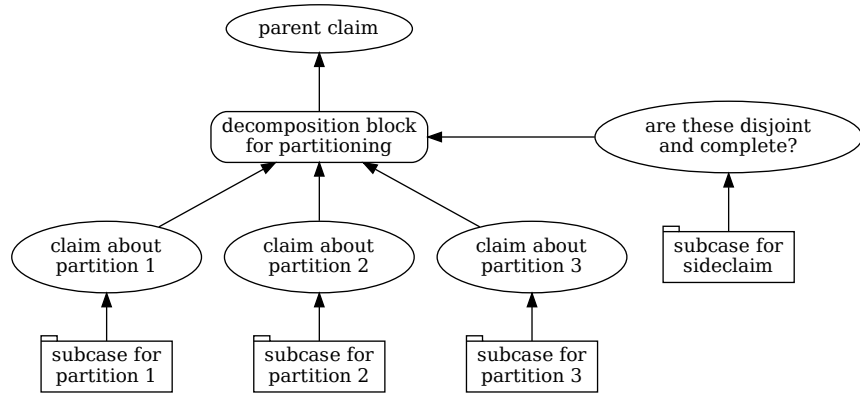 parent claim
decomposition block
for partitioning
are these disjoint
and complete?
claim about
partition 1
claim about
partition 2
claim about
partition 3
subcase for
sideclaim
subcase for
partition 1
subcase for
partition 2
subcase for
partition 3